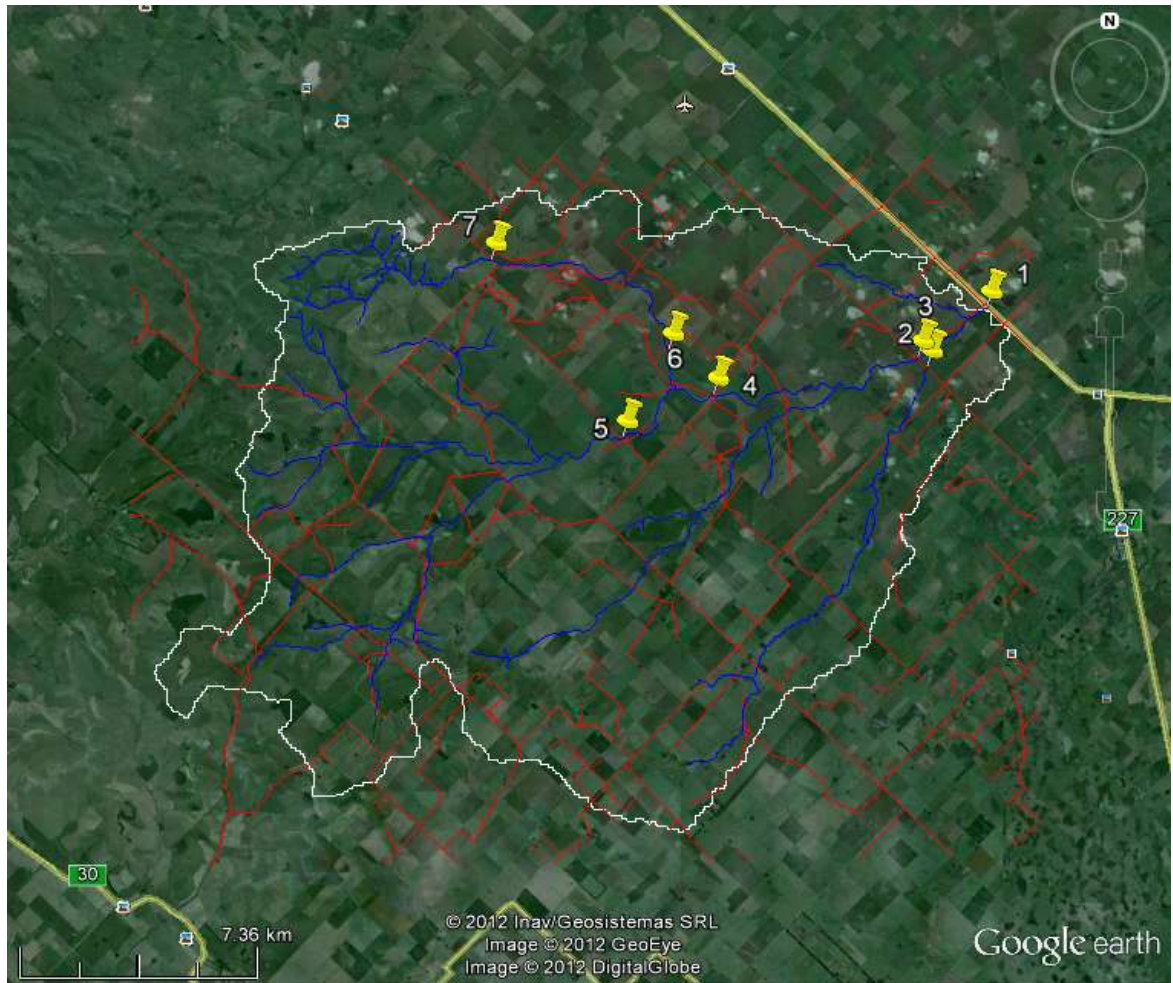 N
7
1
3
2
6
4
5
227
30
7.36 km
© 2012 Inav/Geosistemas SRL
Image © 2012 GeoEye
Image © 2012 DigitalGlobe
Google earth